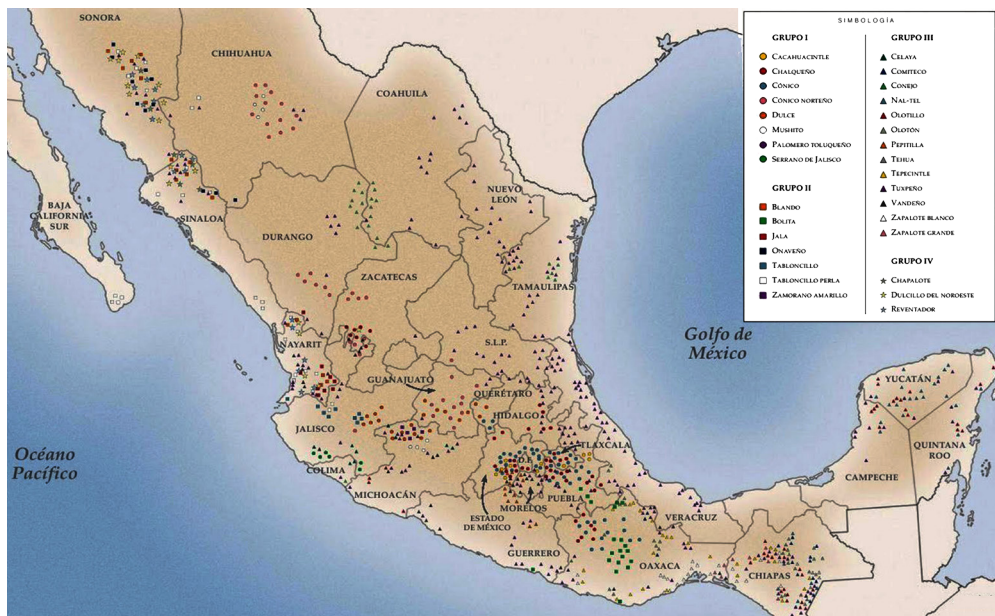 SONORA
CHIHUAHUA
COAHUILA
BAJA
CALIFORNIA
SUR
SINALOA
DURANGO
NUEVO
LEÓN
ZACATECAS
TAMAULIPAS
NAYARIT
S.L.P.
GUANAJUATO
QUERÉTARO
HIDALGO
JALISCO
TLAXCALA
D.F.
COLIMA
MICHOACÁN
MORELOS
PUEBLA
ESTADO
DE MÉXICO
VERACRUZ
GUERRERO
OAXACA
CHIAPAS
YUCATÁN
QUINTANA
ROO
CAMPECHE
Golfo de
México
Océano
Pacífico
SIMBOLOGÍA
GRUPO I
CACAHUACINTLE
CHALQUEÑO
CÓNICO
CÓNICO NORTEÑO
DULCE
MUSHITO
PALOMERO TOLUQUEÑO
SERRANO DE JALISCO
GRUPO II
BLANDO
BOLITA
JALA
ONAVEÑO
TABLONCILLO
TABLONCILLO PERLA
ZAMORANO AMARILLO
GRUPO III
CELAYA
COMITECO
CONEJO
NAL-TEL
OLOTILLO
OLOTÓN
PEPITILLA
TEHUA
TEPECINTLE
TUXPEÑO
VANDEÑO
ZAPALOTE BLANCO
ZAPALOTE GRANDE
GRUPO IV
CHAPALOTE
DULCILLO DEL NOROESTE
REVENTADOR